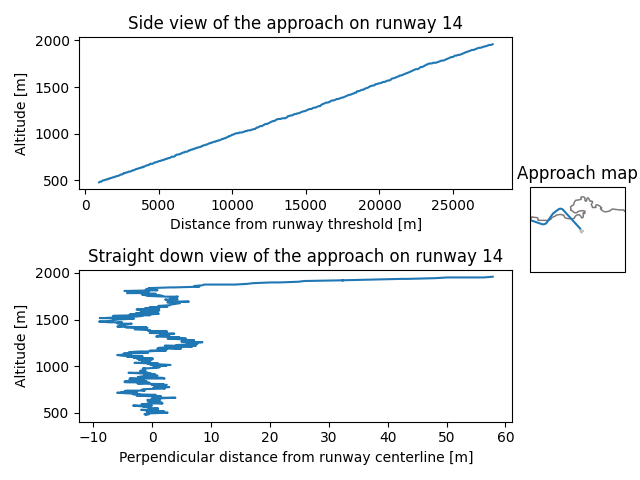 Side view of the approach on runway 14
2000
1500
1000
500
Altitude [m]
0 5000 10000 15000 20000 25000
Distance from runway threshold [m]
Approach map
Straight down view of the approach on runway 14
2000
1500
1000
500
Altitude [m]
−10 0 10 20 30 40 50 60
Perpendicular distance from runway centerline [m]